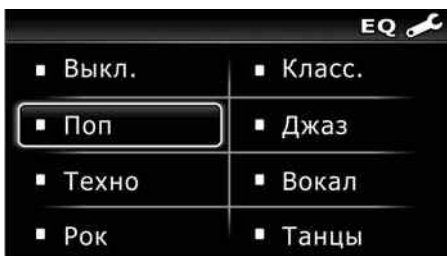 EQ
Выкл.
Класс.
Поп
Джаз
Техно
Вокал
Рок
Танцы